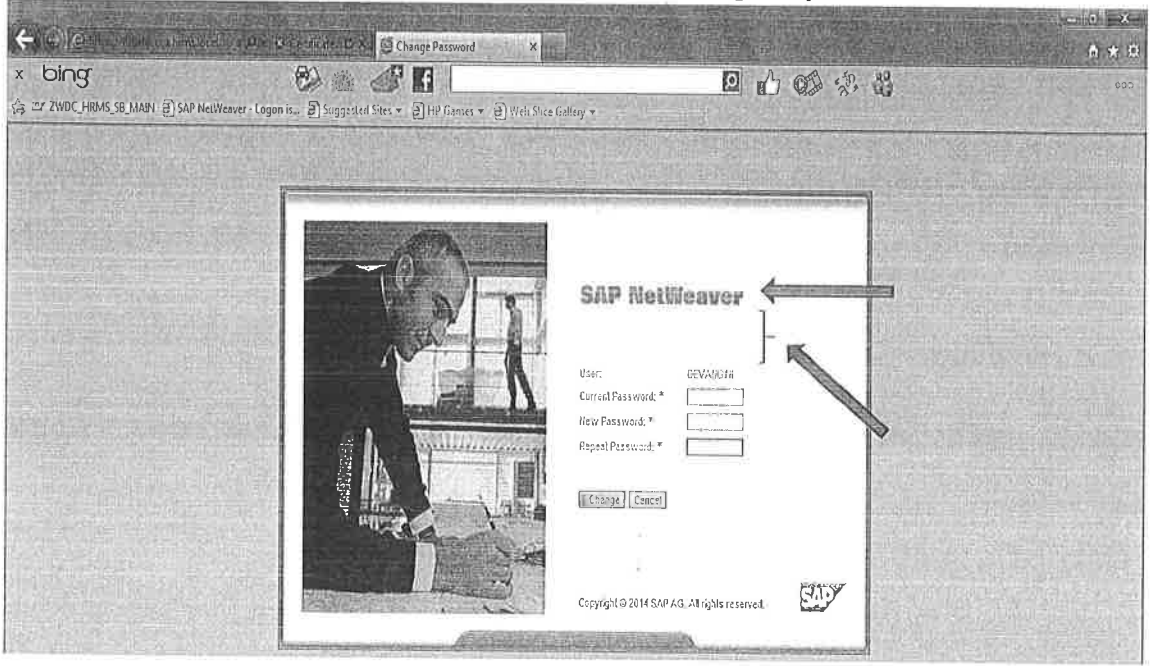 Change Password X
x bing
f
ZWDC_HRMS_SB_MAIN SAP NetWeaver - Logon is... Suggested Sites HP Games Web Slice Gallery
SAP NetWeaver
User:
Current Password: *
New Password: *
Repeat Password: *
Change Cancel
Copyright © 2014 SAP AG. All rights reserved.
SAP